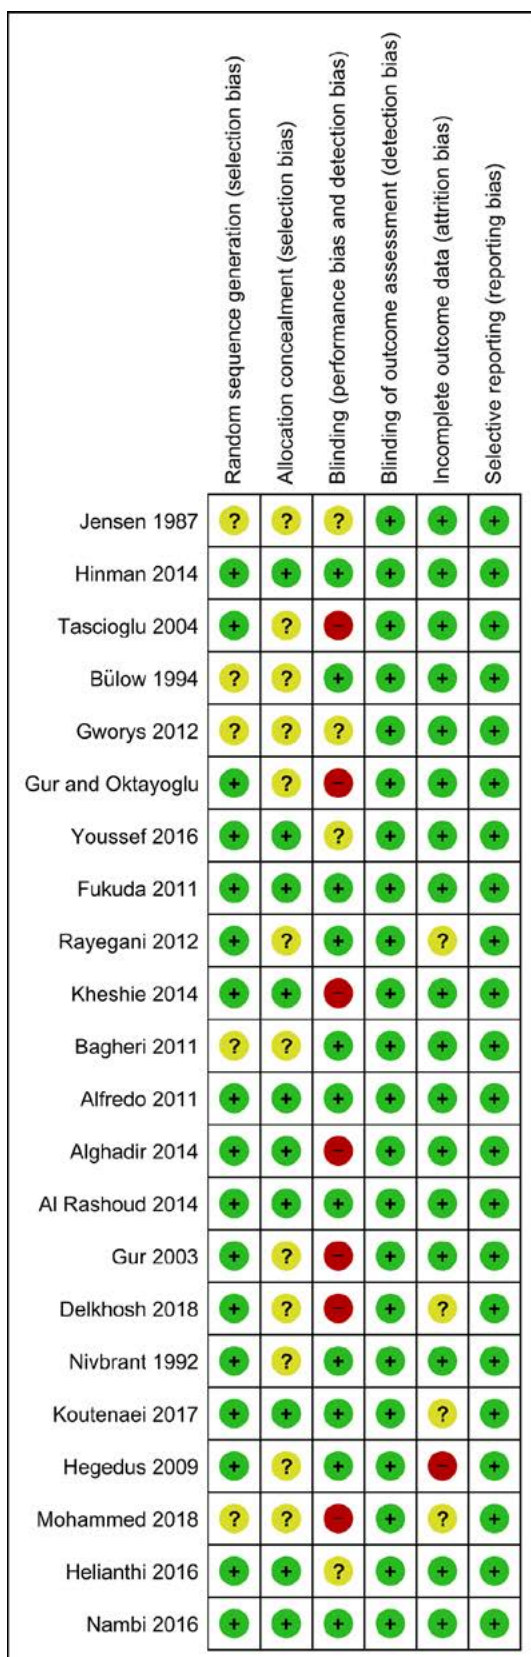 Random sequence generation (selection bias)
Allocation concealment (selection bias)
Blinding (performance bias and detection bias)
Blinding of outcome assessment (detection bias)
Incomplete outcome data (attrition bias)
Selective reporting (reporting bias)
Jensen 1987 ? ? ? + + +
Hinman 2014 + + + + + +
Tascioglu 2004 + ? – + + +
Bülow 1994 ? ? + + + +
Gworys 2012 ? ? ? + + +
Gur and Oktayoglu + ? – + + +
Youssef 2016 + + ? + + +
Fukuda 2011 + + + + + +
Rayegani 2012 + ? + + ? +
Kheshie 2014 + + – + + +
Bagheri 2011 ? ? + + + +
Alfredo 2011 + + + + + +
Alghadir 2014 + + – + + +
Al Rashoud 2014 + + + + + +
Gur 2003 + ? – + + +
Delkhosh 2018 + ? – + ? +
Nivbrant 1992 + ? + + + +
Koutenaei 2017 + + + + ? +
Hegedus 2009 + ? + + – +
Mohammed 2018 ? ? – + ? +
Helianthi 2016 + + ? + + +
Nambi 2016 + + + + + +